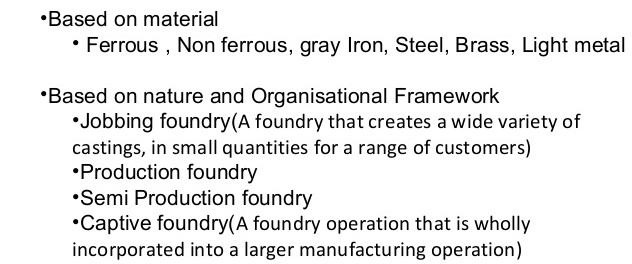 •Based on material
• Ferrous , Non ferrous, gray Iron, Steel, Brass, Light metal
•Based on nature and Organisational Framework
•Jobbing foundry(A foundry that creates a wide variety of
castings, in small quantities for a range of customers)
•Production foundry
•Semi Production foundry
•Captive foundry(A foundry operation that is wholly
incorporated into a larger manufacturing operation)